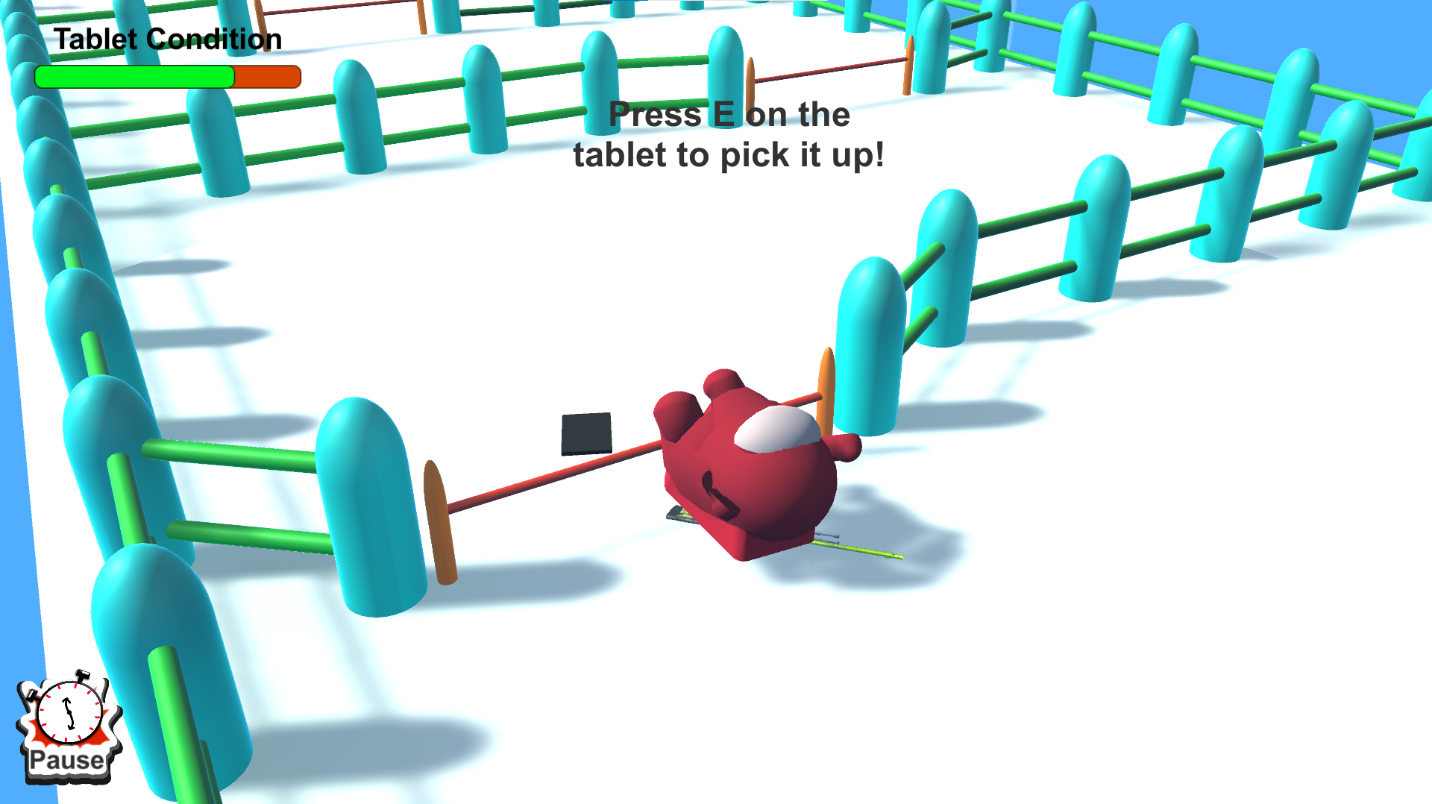 Tablet Condition
Press E on the
tablet to pick it up!
Pause